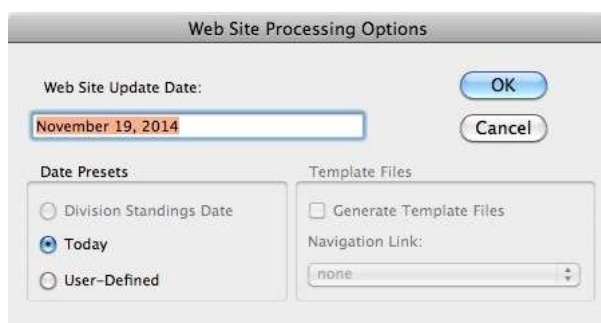 Web Site Processing Options
Web Site Update Date:
OK
November 19, 2014
Cancel
Date Presets
Template Files
Division Standings Date
Generate Template Files
Today
Navigation Link:
User-Defined
none